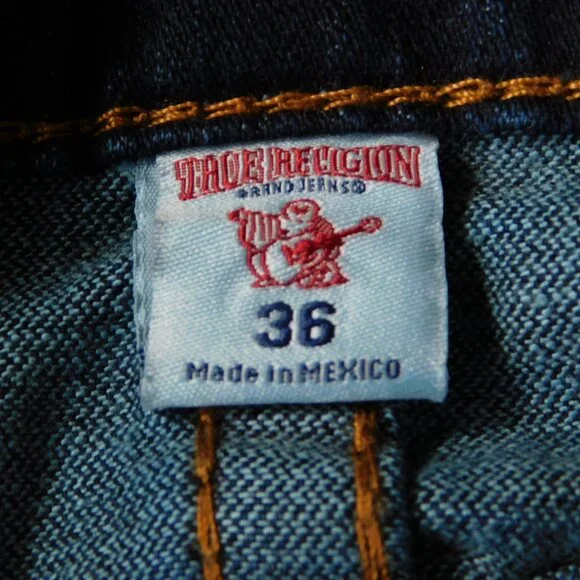 TRUE RELIGION
BRAND JEANS®
36
Made in MEXICO